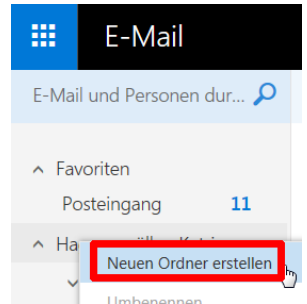 E-Mail
E-Mail und Personen dur...
Favoriten
Posteingang 11
Neuen Ordner erstellen
Umbenennen